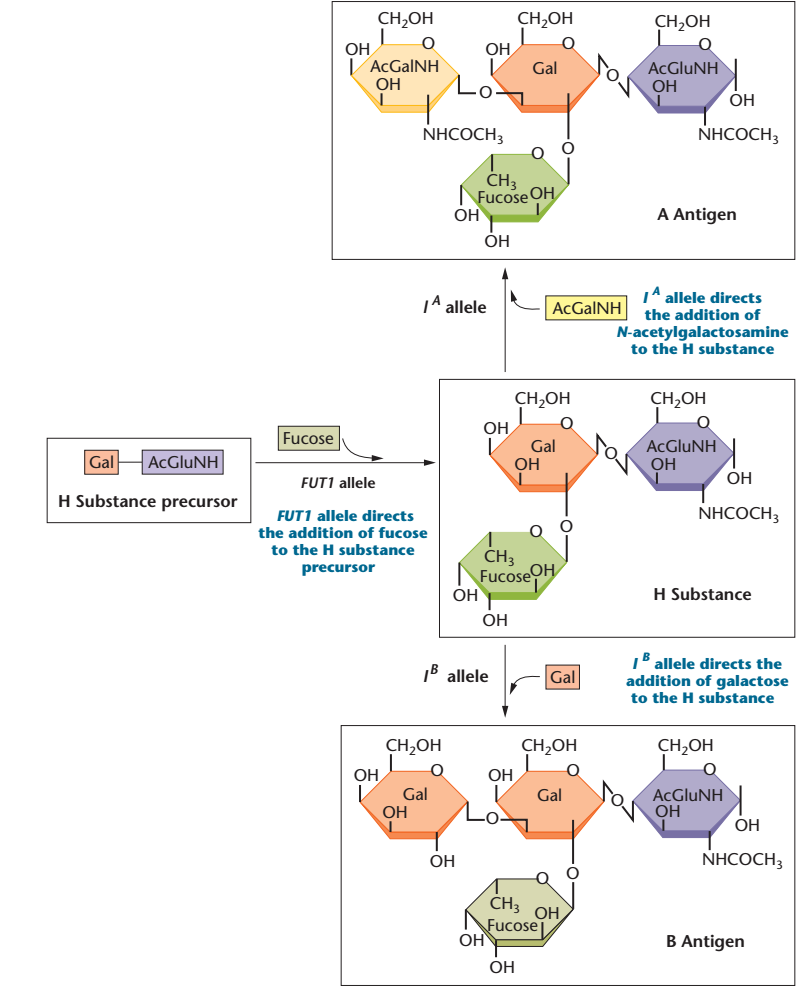 CH₂OH CH₂OH CH₂OH
OH O OH O O
AcGalNH Gal O AcGluNH
OH OH
O OH
NHCOCH₃ NHCOCH₃
O
O
CH₃
Fucose OH
OH
OH
A Antigen
I^A allele
AcGalNH
I^A allele directs
the addition of
N-acetylgalactosamine
to the H substance
CH₂OH CH₂OH
OH O O
Gal O AcGluNH
OH OH
OH
NHCOCH₃
O
O
CH₃
Fucose OH
OH
OH
H Substance
Gal AcGluNH
H Substance precursor
Fucose
FUT1 allele
FUT1 allele directs
the addition of fucose
to the H substance
precursor
I^B allele
Gal
I^B allele directs the
addition of galactose
to the H substance
CH₂OH CH₂OH CH₂OH
OH O OH O O
Gal Gal O AcGluNH
OH OH
O OH
OH NHCOCH₃
O
O
CH₃
OH
Fucose
OH
OH
B Antigen